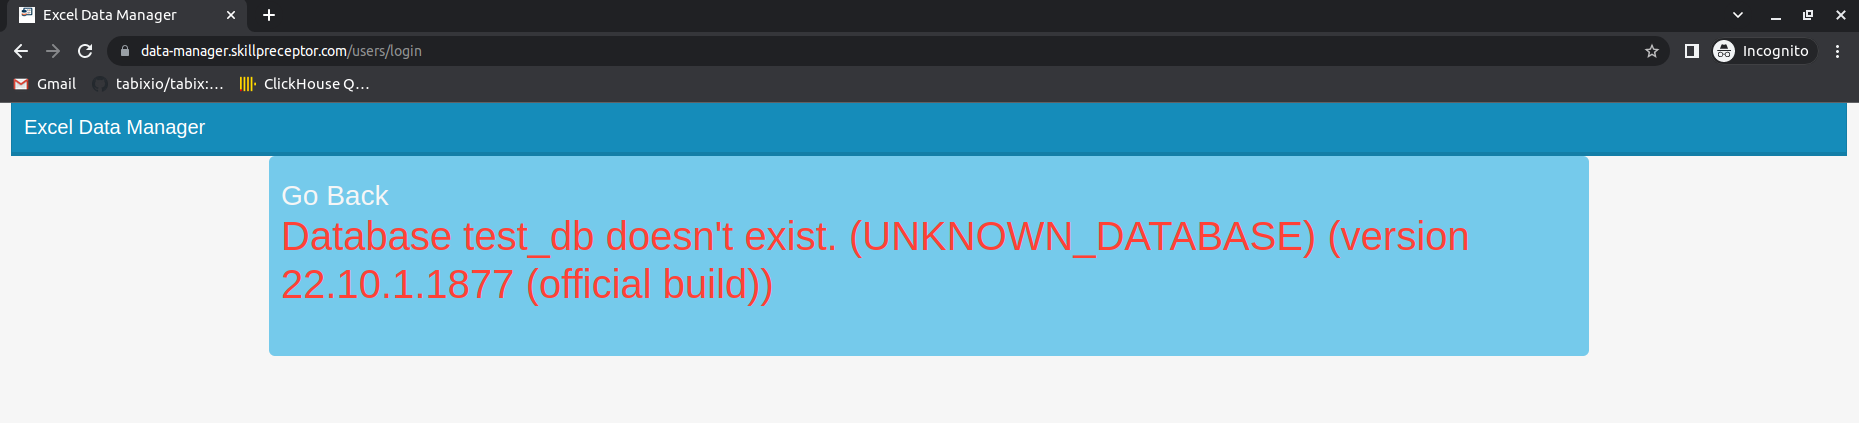 Excel Data Manager
data-manager.skillpreceptor.com/users/login
Incognito
Gmail tabixio/tabix:... ClickHouse Q...
Excel Data Manager
Go Back
Database test_db doesn't exist. (UNKNOWN_DATABASE) (version
22.10.1.1877 (official build))